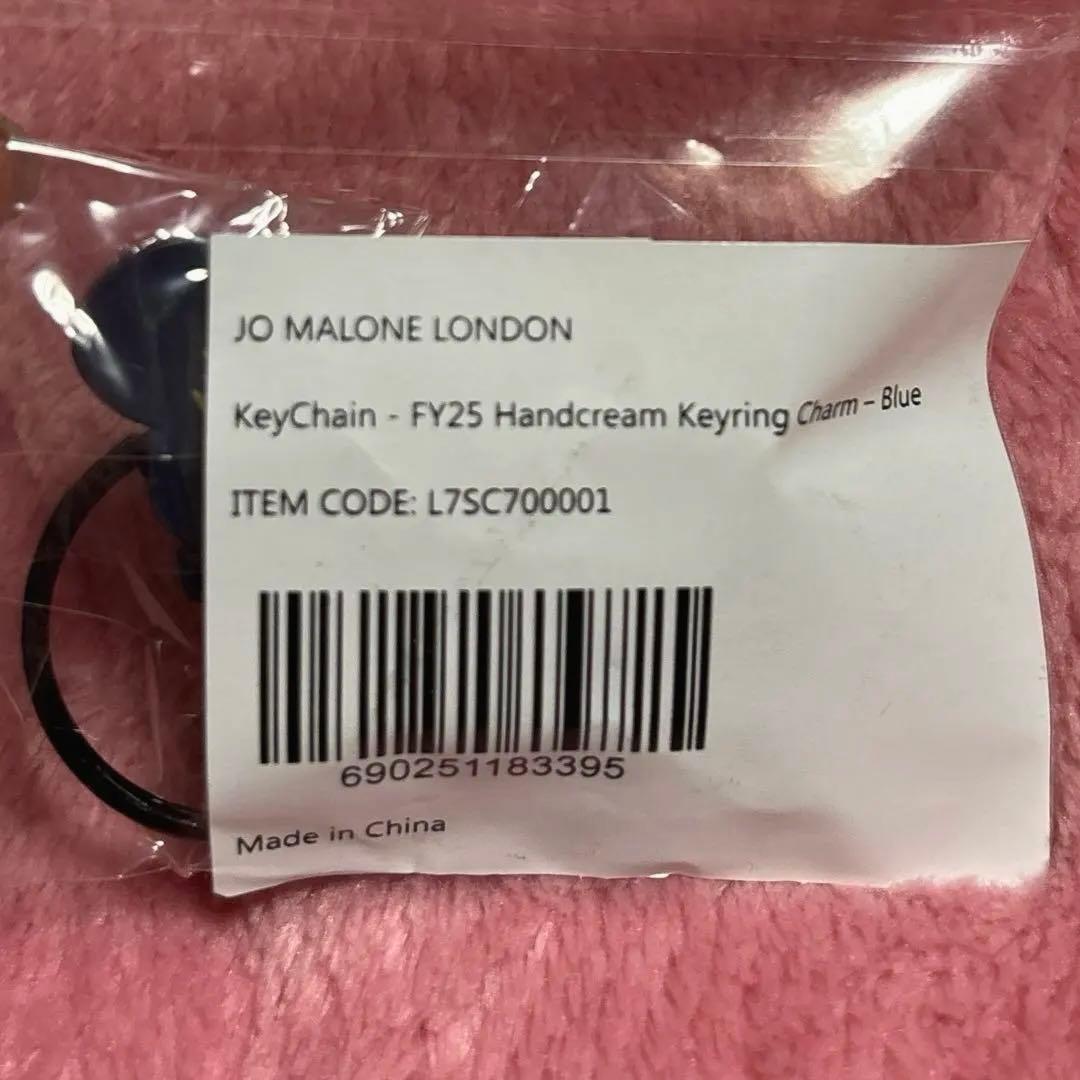 JO MALONE LONDON
KeyChain - FY25 Handcream Keyring Charm – Blue
ITEM CODE: L7SC700001
690251183395
Made in China